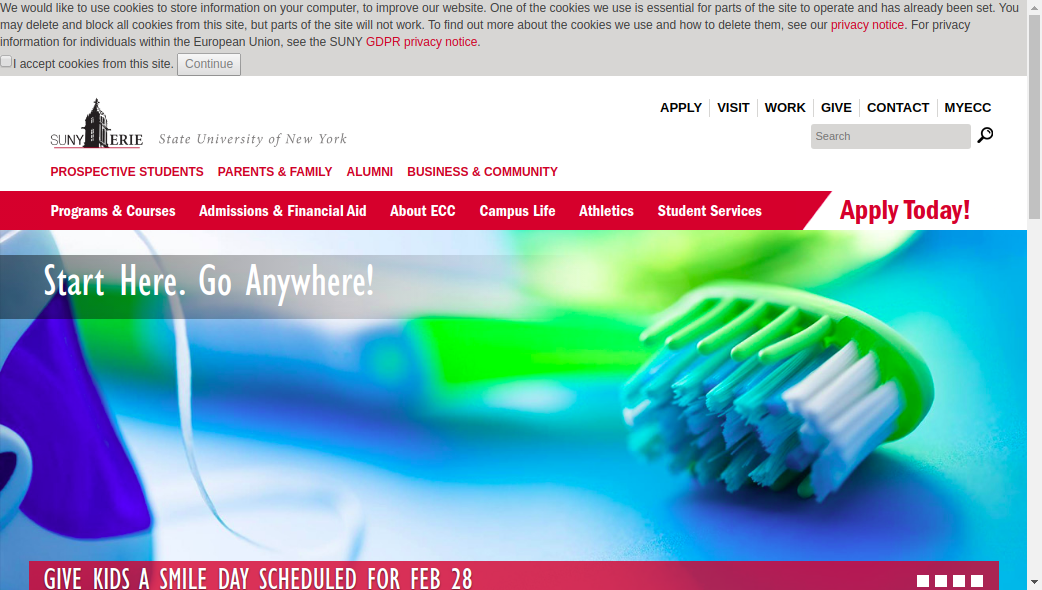 We would like to use cookies to store information on your computer, to improve our website. One of the cookies we use is essential for parts of the site to operate and has already been set. You
may delete and block all cookies from this site, but parts of the site will not work. To find out more about the cookies we use and how to delete them, see our privacy notice. For privacy
information for individuals within the European Union, see the SUNY GDPR privacy notice.
I accept cookies from this site. Continue
APPLY VISIT WORK GIVE CONTACT MYECC
Search
SUNY ERIE State University of New York
PROSPECTIVE STUDENTS PARENTS & FAMILY ALUMNI BUSINESS & COMMUNITY
Programs & Courses Admissions & Financial Aid About ECC Campus Life Athletics Student Services Apply Today!
Start Here. Go Anywhere!
GIVE KIDS A SMILE DAY SCHEDULED FOR FEB 28